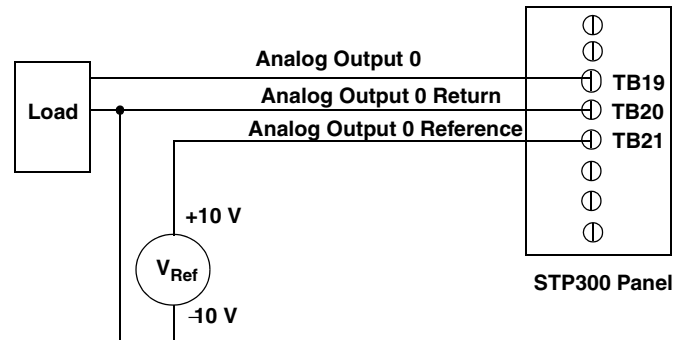 Analog Output 0
TB19
Load
Analog Output 0 Return
TB20
Analog Output 0 Reference
TB21
+10 V
VRef
–10 V
STP300 Panel